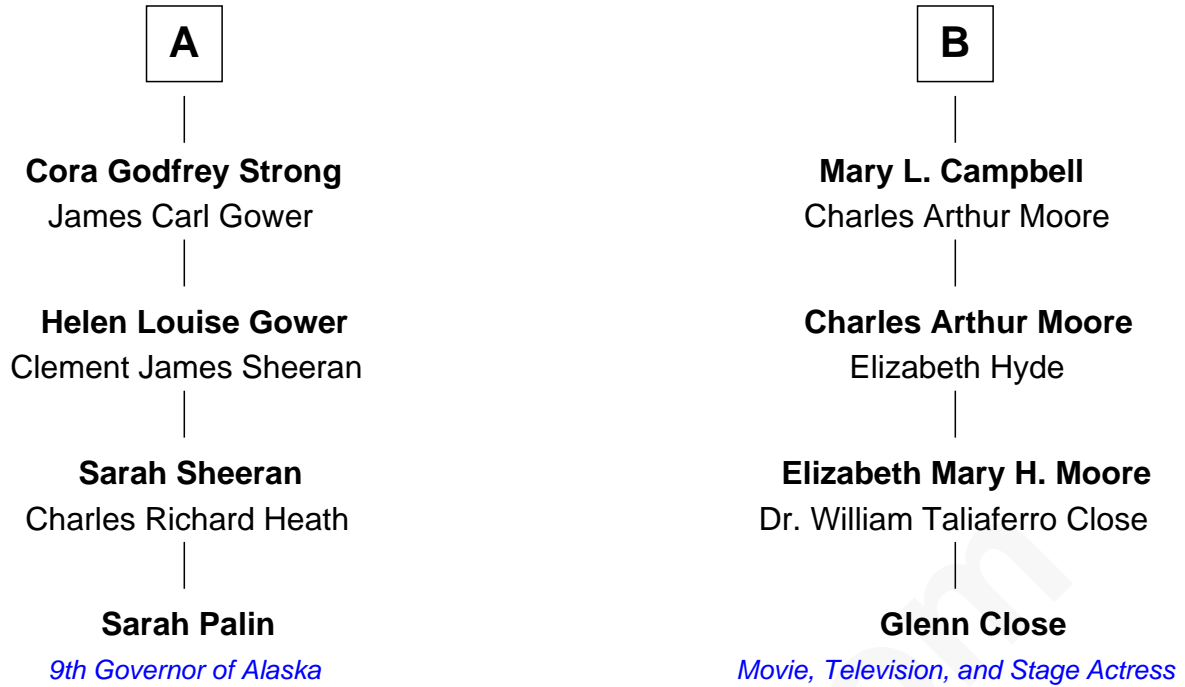 A
Cora Godfrey Strong
James Carl Gower
Helen Louise Gower
Clement James Sheeran
Sarah Sheeran
Charles Richard Heath
Sarah Palin
9th Governor of Alaska
B
Mary L. Campbell
Charles Arthur Moore
Charles Arthur Moore
Elizabeth Hyde
Elizabeth Mary H. Moore
Dr. William Taliaferro Close
Glenn Close
Movie, Television, and Stage Actress